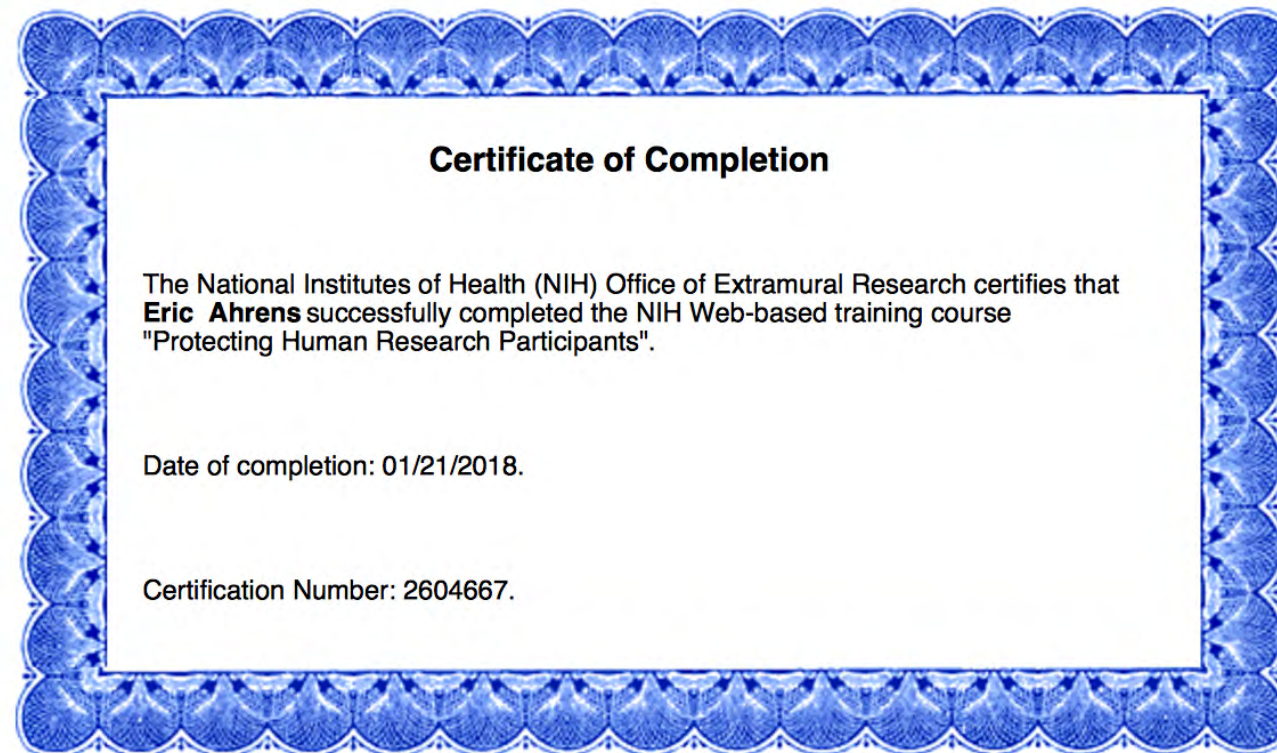 Certificate of Completion
The National Institutes of Health (NIH) Office of Extramural Research certifies that
Eric Ahrens successfully completed the NIH Web-based training course
"Protecting Human Research Participants".
Date of completion: 01/21/2018.
Certification Number: 2604667.